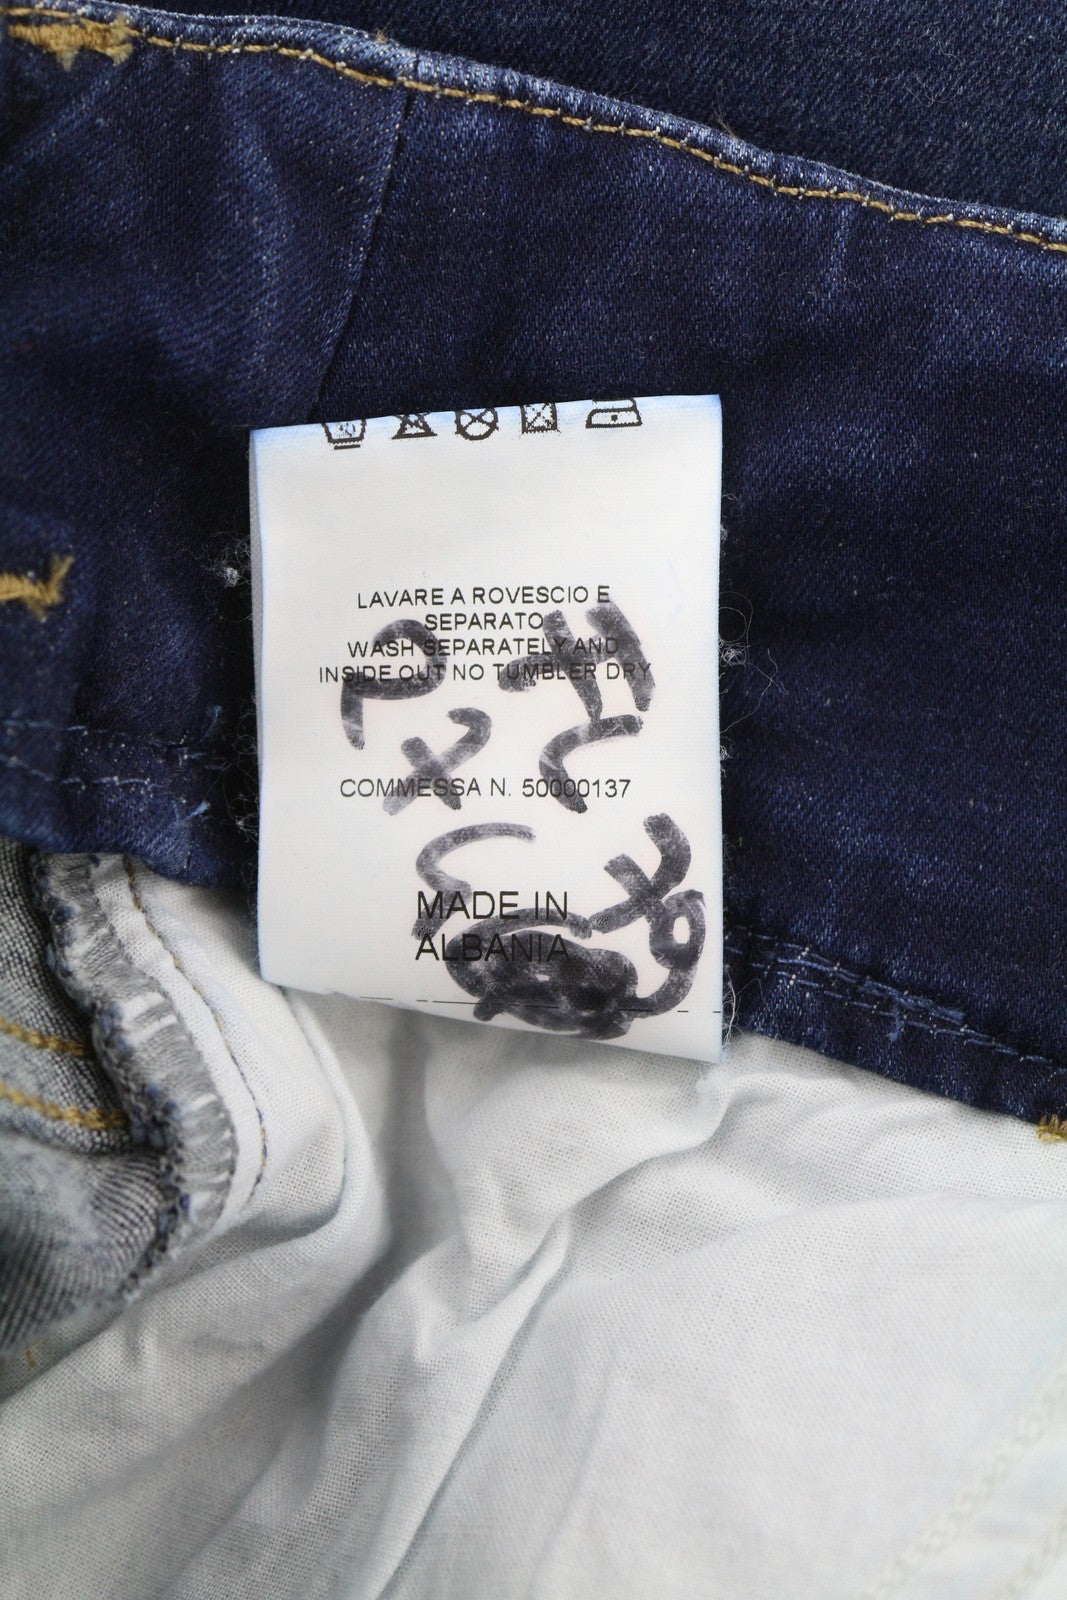 LAVARE A ROVESCIO E
SEPARATO
WASH SEPARATELY AND
INSIDE OUT NO TUMBLER DRY
COMMESSA N. 50000137
MADE IN
ALBANIA